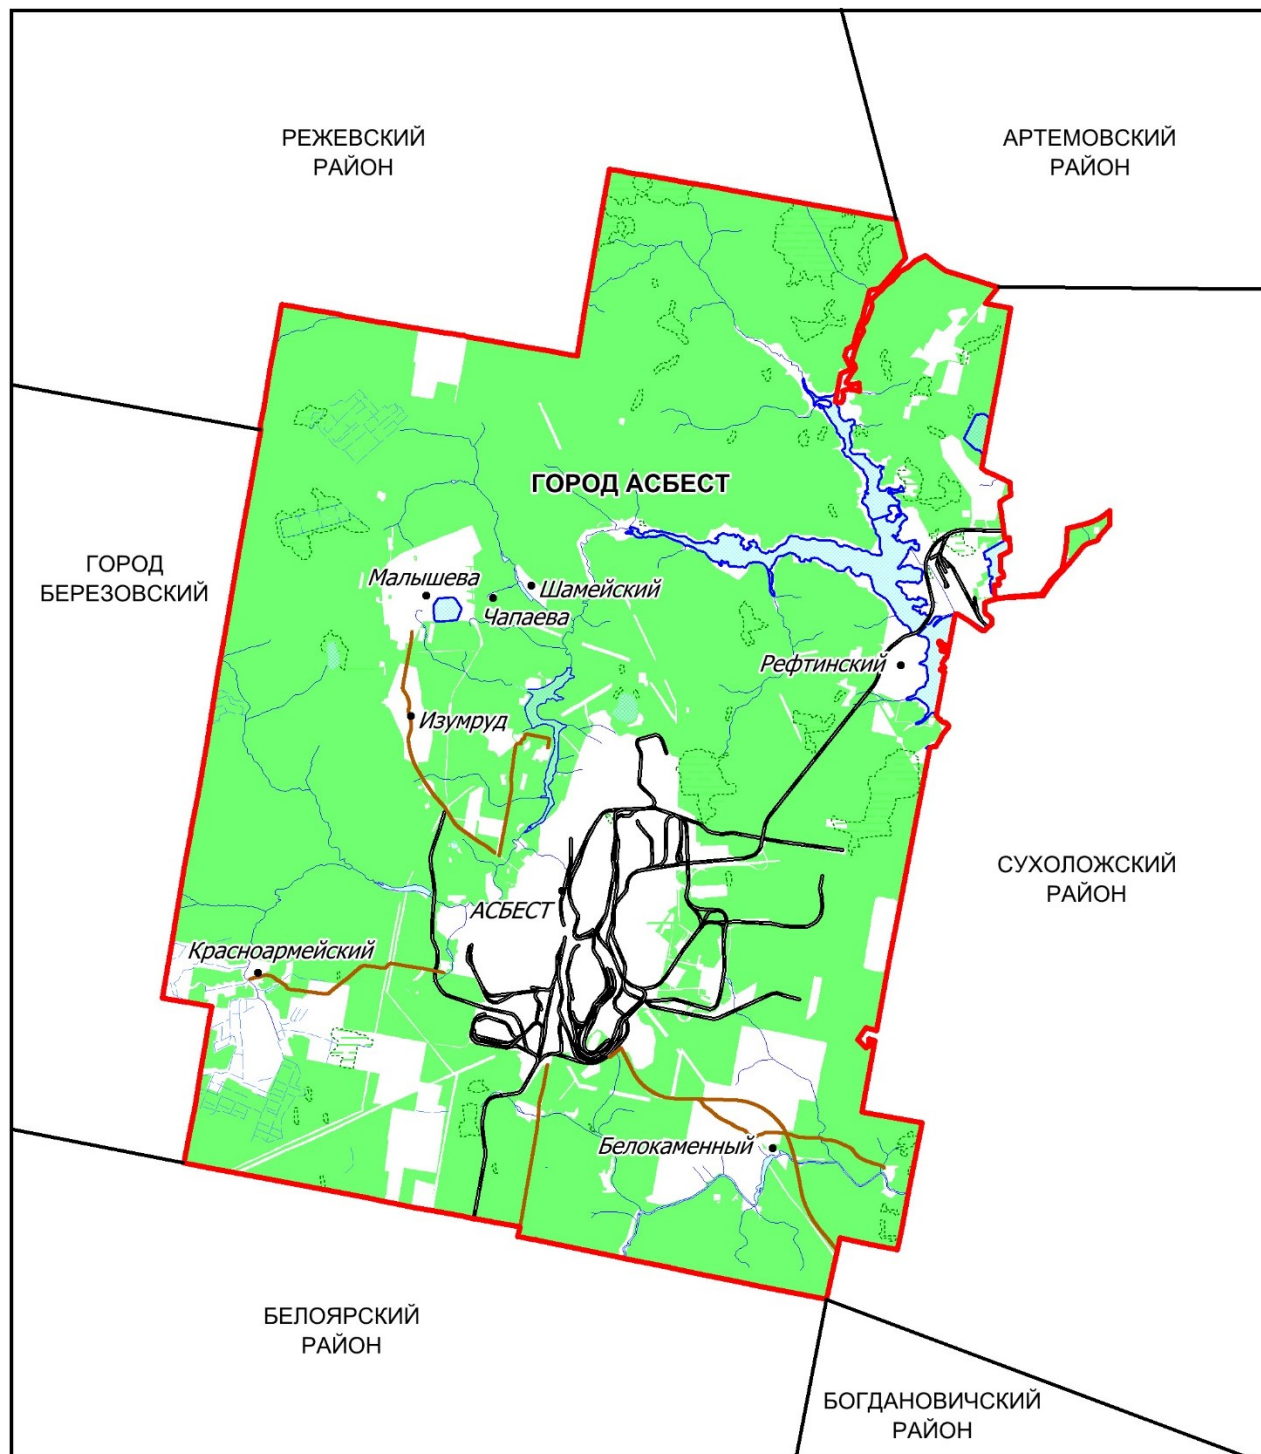 РЕЖЕВСКИЙ
РАЙОН
АРТЕМОВСКИЙ
РАЙОН
ГОРОД АСБЕСТ
ГОРОД
БЕРЕЗОВСКИЙ
Малышева
Шамейский
Чапаева
Рефтинский
Изумруд
СУХОЛОЖСКИЙ
РАЙОН
АСБЕСТ
Красноармейский
Белокаменный
БЕЛОЯРСКИЙ
РАЙОН
БОГДАНОВИЧСКИЙ
РАЙОН